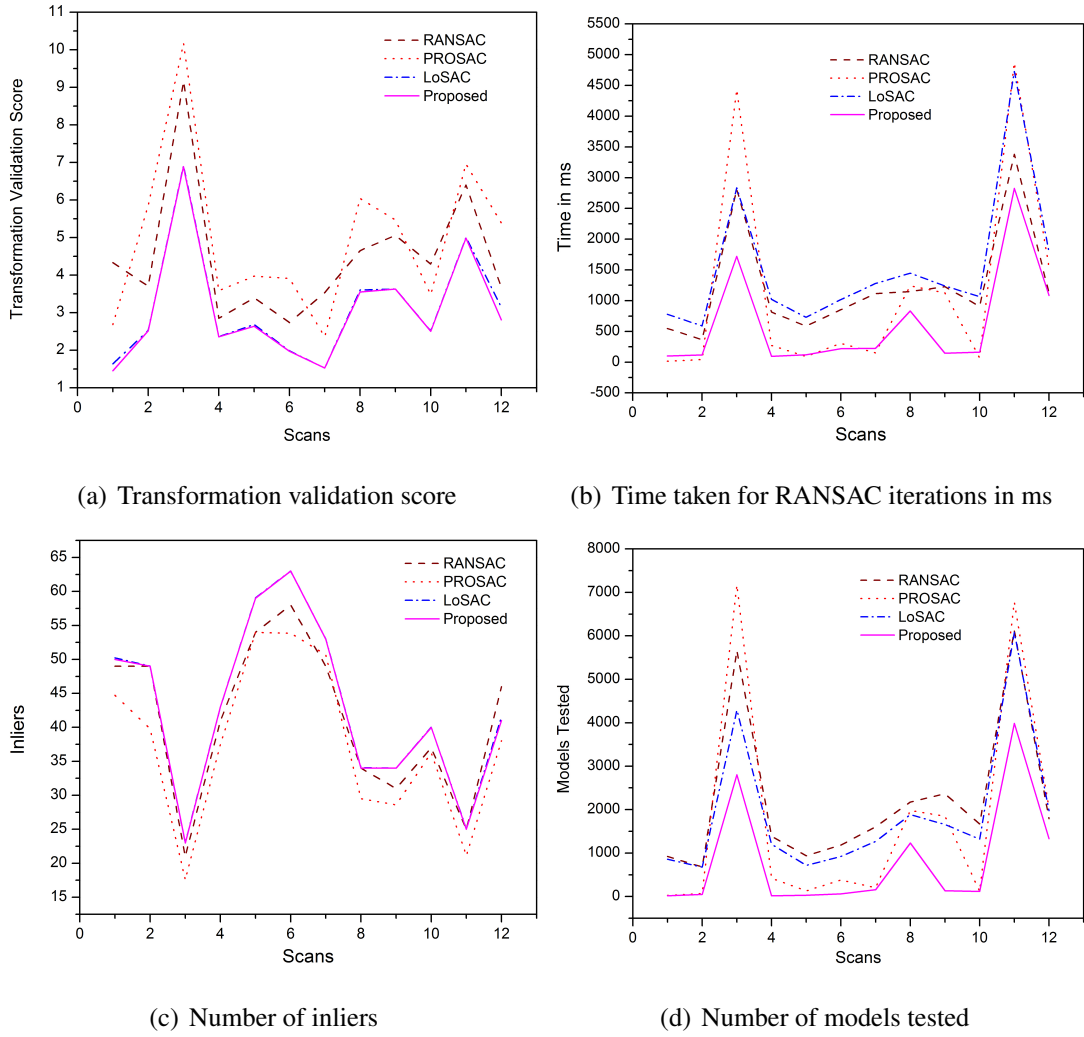 11
10
9
8
7
6
5
4
3
2
1
Transformation Validation Score
RANSAC
PROSAC
LoSAC
Proposed
0 2 4 6 8 10 12
Scans
(a) Transformation validation score
5500
5000
4500
4000
3500
3000
2500
2000
1500
1000
500
0
-500
Time in ms
RANSAC
PROSAC
LoSAC
Proposed
0 2 4 6 8 10 12
Scans
(b) Time taken for RANSAC iterations in ms
65
60
55
50
45
40
35
30
25
20
15
Inliers
RANSAC
PROSAC
LoSAC
Proposed
0 2 4 6 8 10 12
Scans
(c) Number of inliers
8000
7000
6000
5000
4000
3000
2000
1000
0
Models Tested
RANSAC
PROSAC
LoSAC
Proposed
0 2 4 6 8 10 12
Scans
(d) Number of models tested